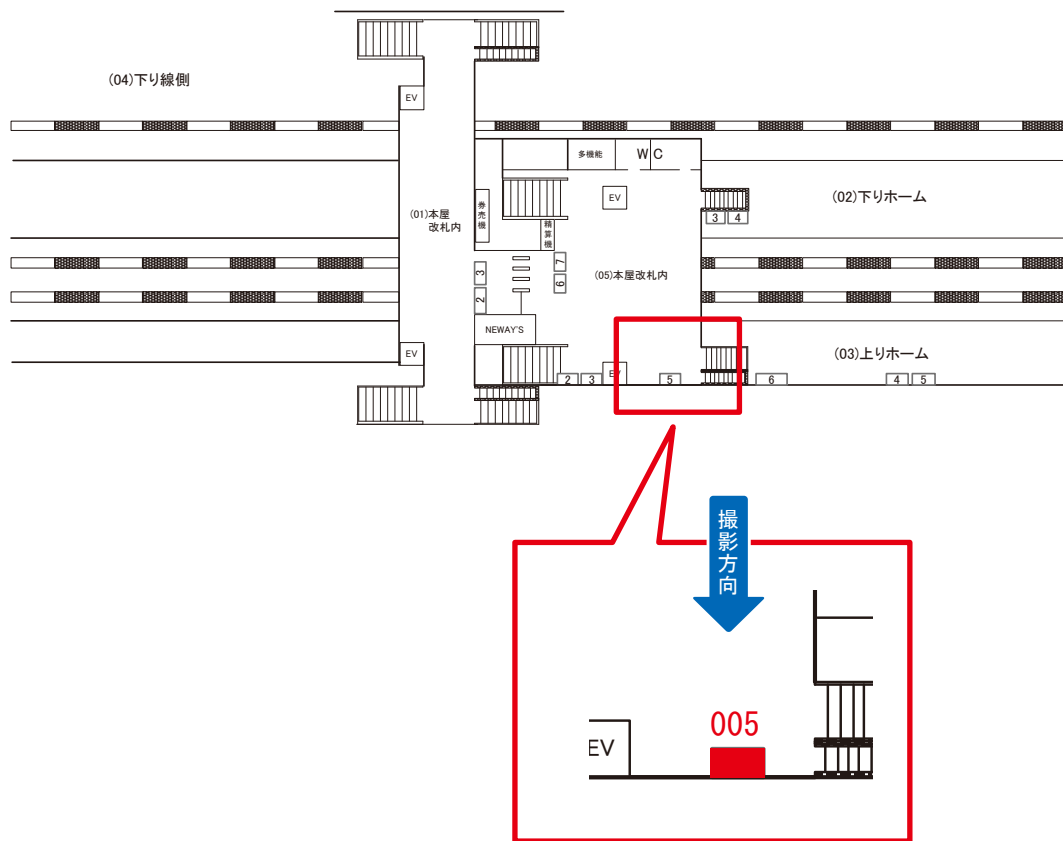 (04)下り線側
EV
多機能
WC
EV
(02)下りホーム
3
4
券売機
(01)本屋
改札内
精算機
7
6
(05)本屋改札内
3
2
NEWAY'S
EV
(03)上りホーム
2
3
EV
5
6
4
5
撮影方向
005
EV